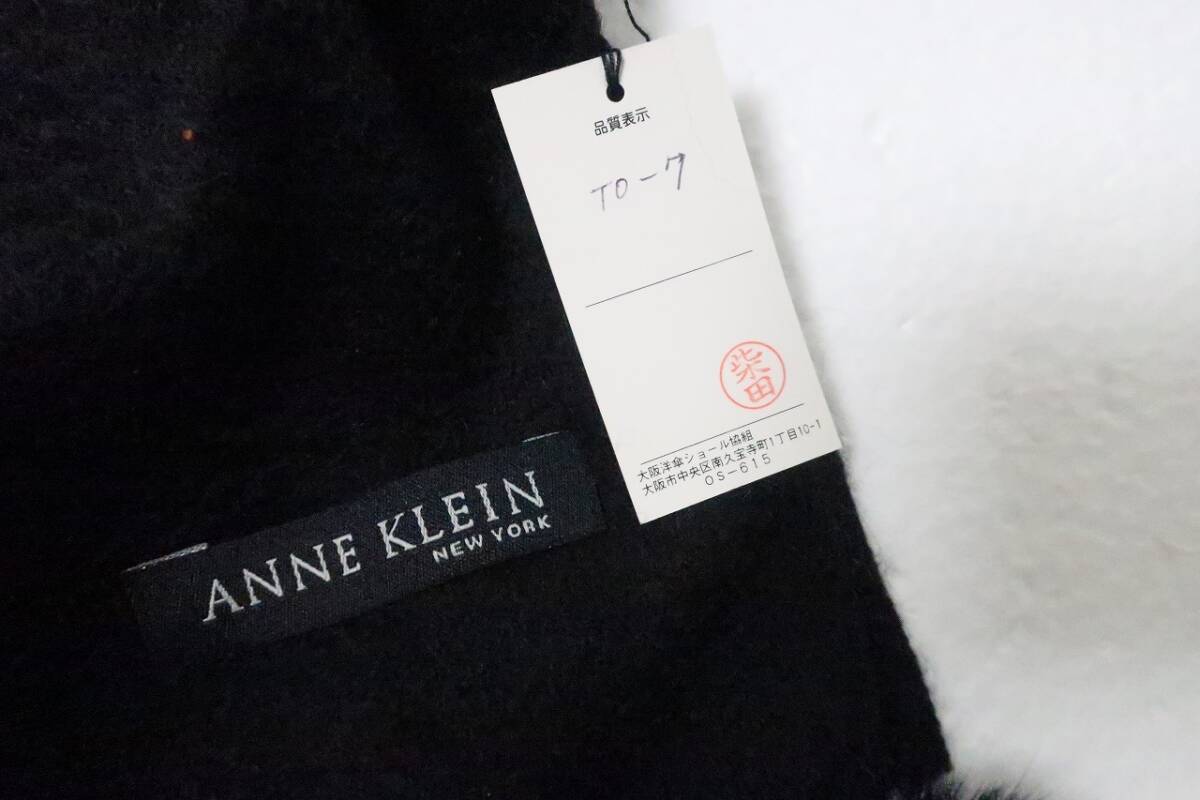 品質表示
TO-7
柴田
大阪洋傘ショール協組
大阪市中央区南久宝寺町1丁目10-1
OS-615
ANNE KLEIN
NEW YORK